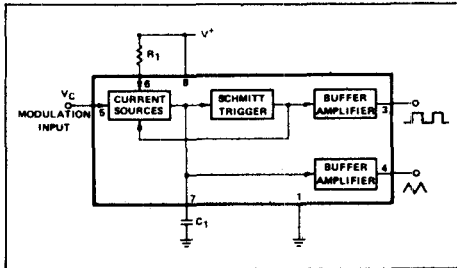 V+
R1
6
8
VC
MODULATION
INPUT
5
CURRENT
SOURCES
SCHMITT
TRIGGER
BUFFER
AMPLIFIER
3
BUFFER
AMPLIFIER
4
7
1
C1